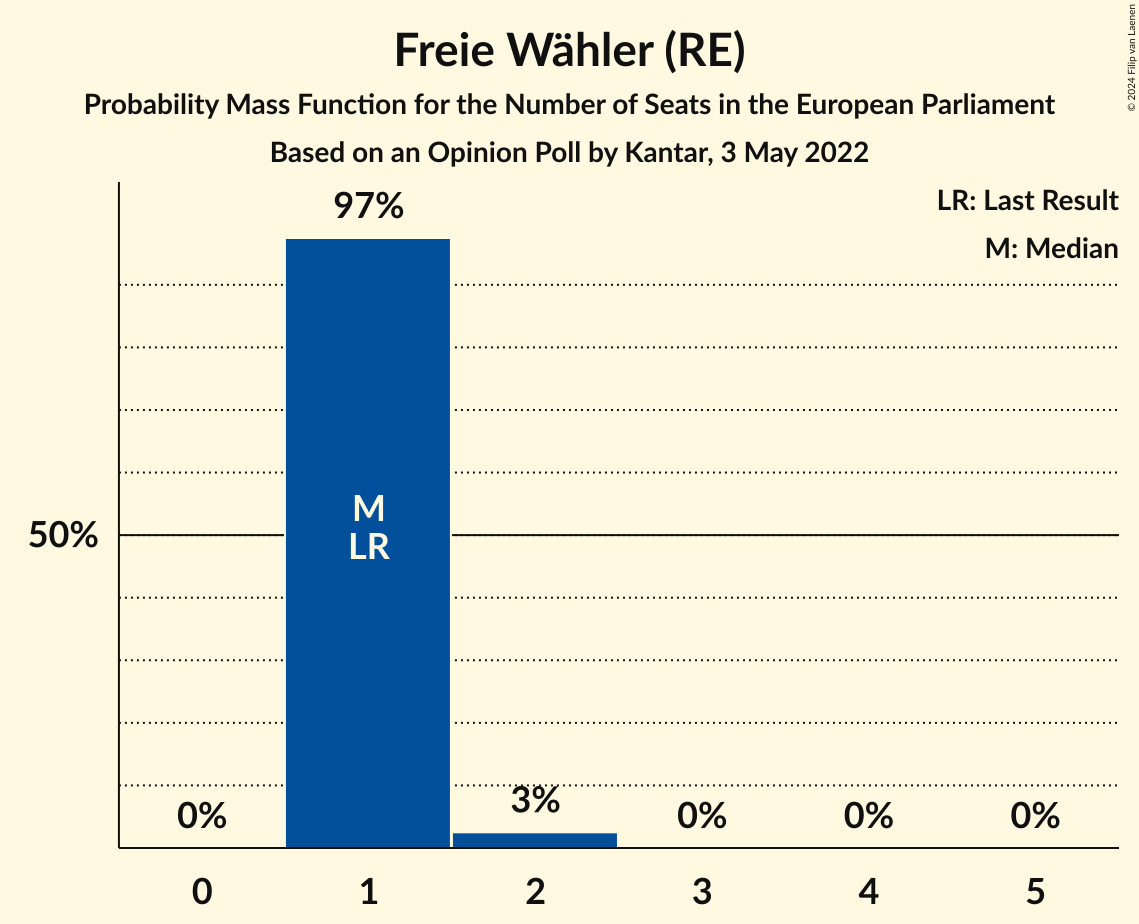 Freie Wähler (RE)
Probability Mass Function for the Number of Seats in the European Parliament
Based on an Opinion Poll by Kantar, 3 May 2022
© 2024 Filip van Laenen
LR: Last Result
M: Median
97%
M
LR
50%
0%
3%
0%
0%
0%
0
1
2
3
4
5